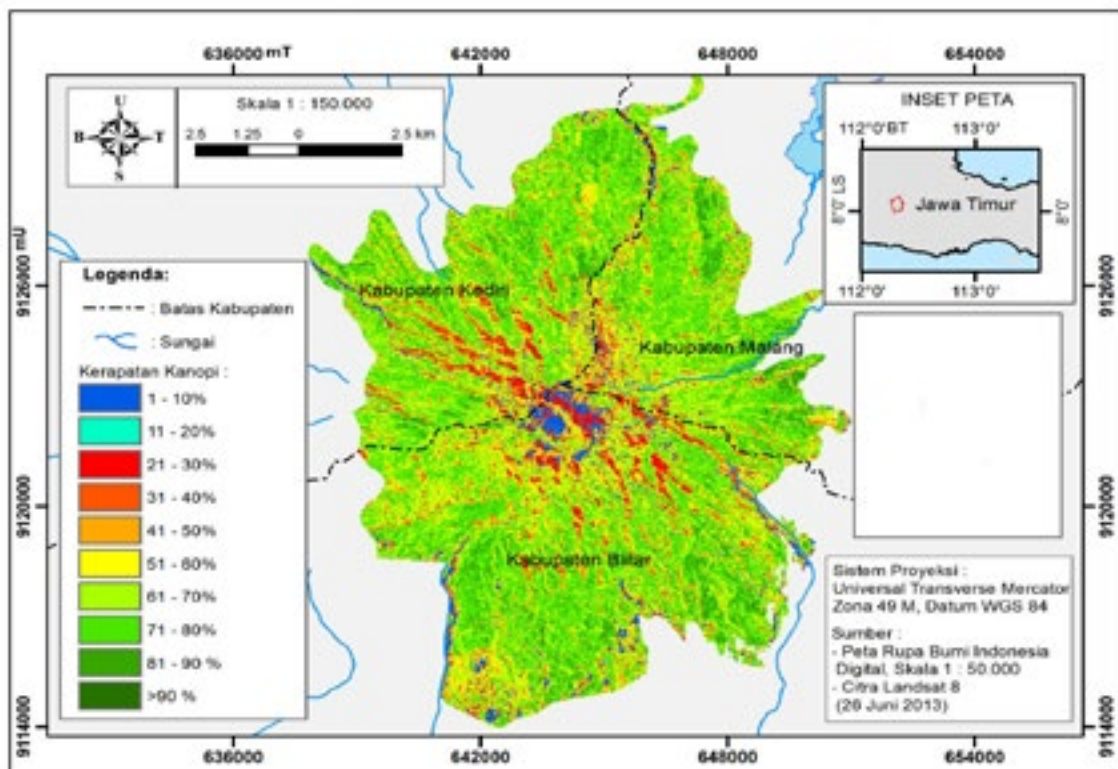 636000 mT 642000 648000 654000
U
B T
S
Skala 1 : 150.000
2.5 1.25 0 2.5 km
INSET PETA
112°0'BT 113°0'
8°0' LS
Jawa Timur
8°0'
112°0' 113°0'
9126000 mU
9120000
9114000
Legenda:
: Batas Kabupaten
: Sungai
Kerapatan Kanopi :
1 - 10%
11 - 20%
21 - 30%
31 - 40%
41 - 50%
51 - 60%
61 - 70%
71 - 80%
81 - 90 %
>90 %
Kabupaten Kediri
Kabupaten Malang
Kabupaten Blitar
9126000
9120000
9114000
Sistem Proyeksi :
Universal Transverse Mercator
Zona 49 M, Datum WGS 84
Sumber :
- Peta Rupa Bumi Indonesia
Digital, Skala 1 : 50.000
- Citra Landsat 8
(26 Juni 2013)
636000 642000 648000 654000